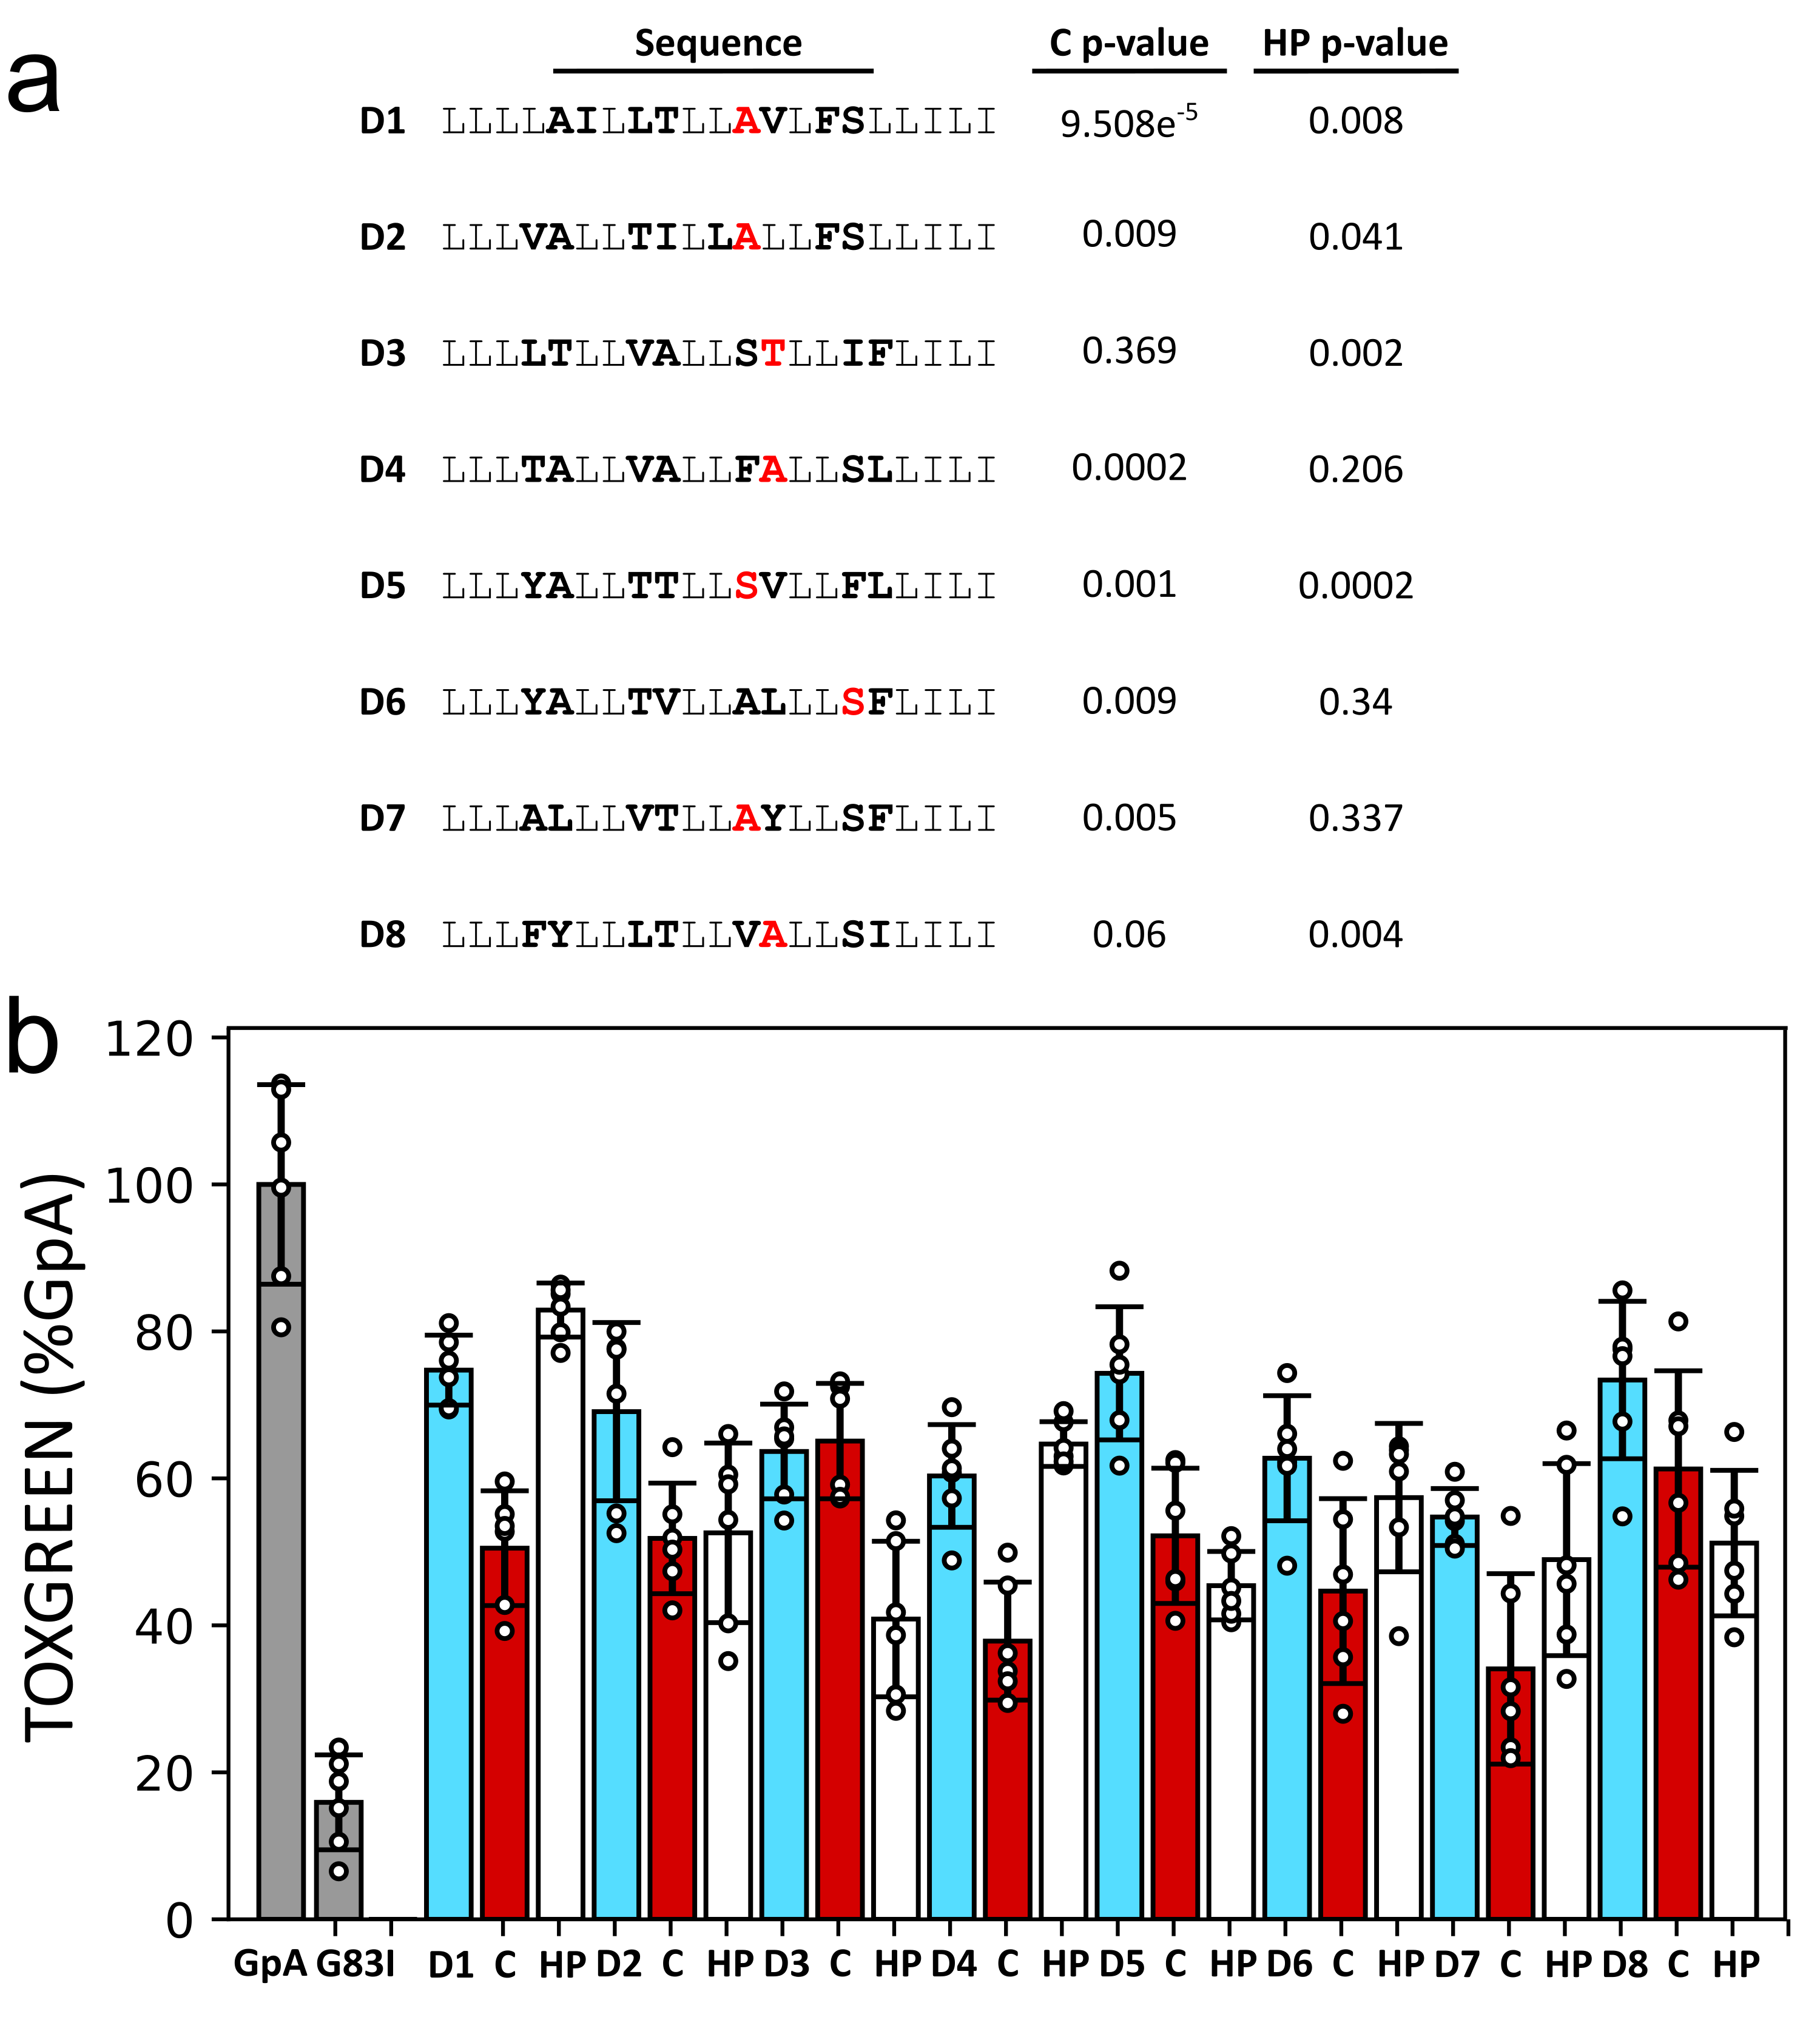 a
Sequence C p-value HP p-value
D1 LLLLAILLTLLAVLFSLLILI 9.508e-5 0.008
D2 LLLVALLTILLALLFSLLILI 0.009 0.041
D3 LLLLTLLVALLSTLLIFLILI 0.369 0.002
D4 LLLTALLVALLFALLSLLILI 0.0002 0.206
D5 LLLYALLTTLLSVLLFLLILI 0.001 0.0002
D6 LLLYALLTVLLALLLSFLILI 0.009 0.34
D7 LLLALLLVTLLAYLLSFLILI 0.005 0.337
D8 LLLFYLLLTLLVALLSILILI 0.06 0.004
b
TOXGREEN (%GpA)
120
100
80
60
40
20
0
GpA G83I D1 C HP D2 C HP D3 C HP D4 C HP D5 C HP D6 C HP D7 C HP D8 C HP